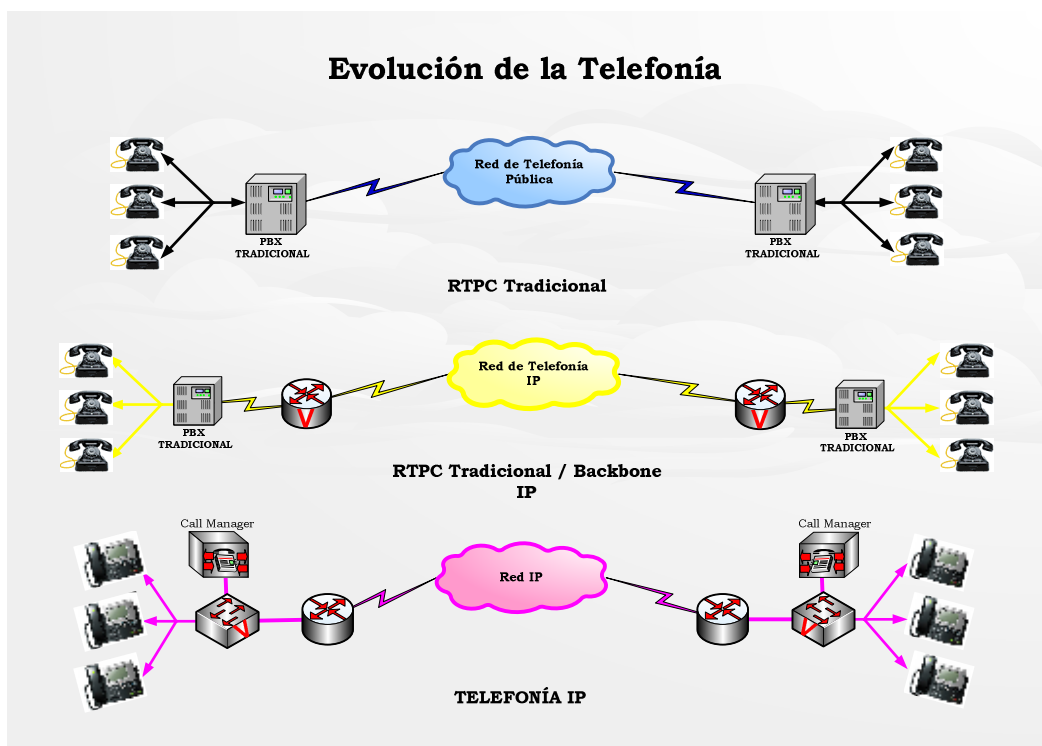 Evolución de la Telefonía
Red de Telefonía
Pública
PBX
TRADICIONAL
PBX
TRADICIONAL
RTPC Tradicional
Red de Telefonía
IP
V
V
PBX
TRADICIONAL
PBX
TRADICIONAL
RTPC Tradicional / Backbone
IP
Call Manager
Call Manager
Red IP
V
V
TELEFONÍA IP